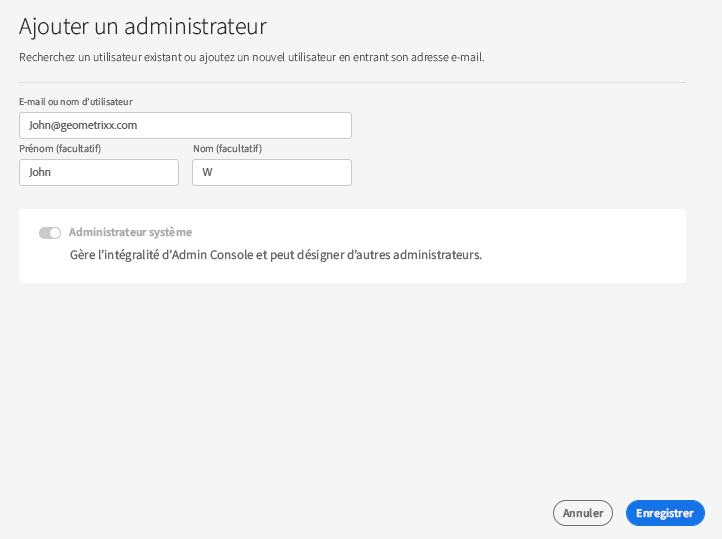 Ajouter un administrateur
Recherchez un utilisateur existant ou ajoutez un nouvel utilisateur en entrant son adresse e-mail.
E-mail ou nom d'utilisateur
John@geometrixx.com
Prénom (facultatif) Nom (facultatif)
John W
Administrateur système
Gère l'intégralité d'Admin Console et peut désigner d'autres administrateurs.
Annuler Enregistrer